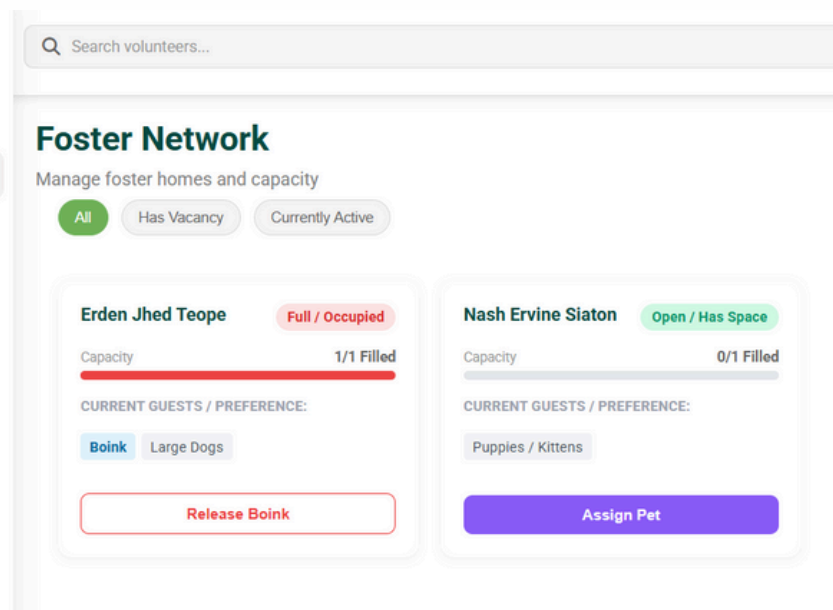 Search volunteers...
Foster Network
Manage foster homes and capacity
All
Has Vacancy
Currently Active
Erden Jhed Teope
Full / Occupied
Capacity
1/1 Filled
CURRENT GUESTS / PREFERENCE:
Boink
Large Dogs
Release Boink
Nash Ervine Siaton
Open / Has Space
Capacity
0/1 Filled
CURRENT GUESTS / PREFERENCE:
Puppies / Kittens
Assign Pet